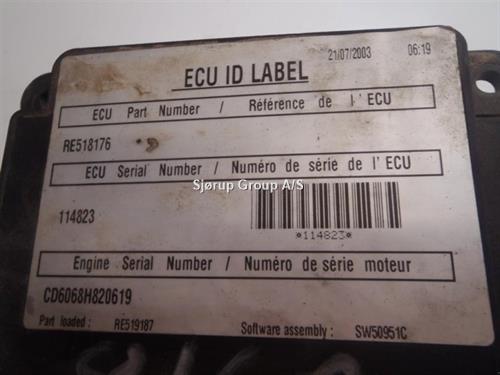 21/07/2003 06:19
ECU ID LABEL
ECU Part Number / Référence de l'ECU
RE518176
ECU Serial Number / Numéro de série de l'ECU
Sjørup Group A/S
114823
*114823*
Engine Serial Number / Numéro de série moteur
CD6068H820619
Part loaded : RE519187 Software assembly : SW50951C